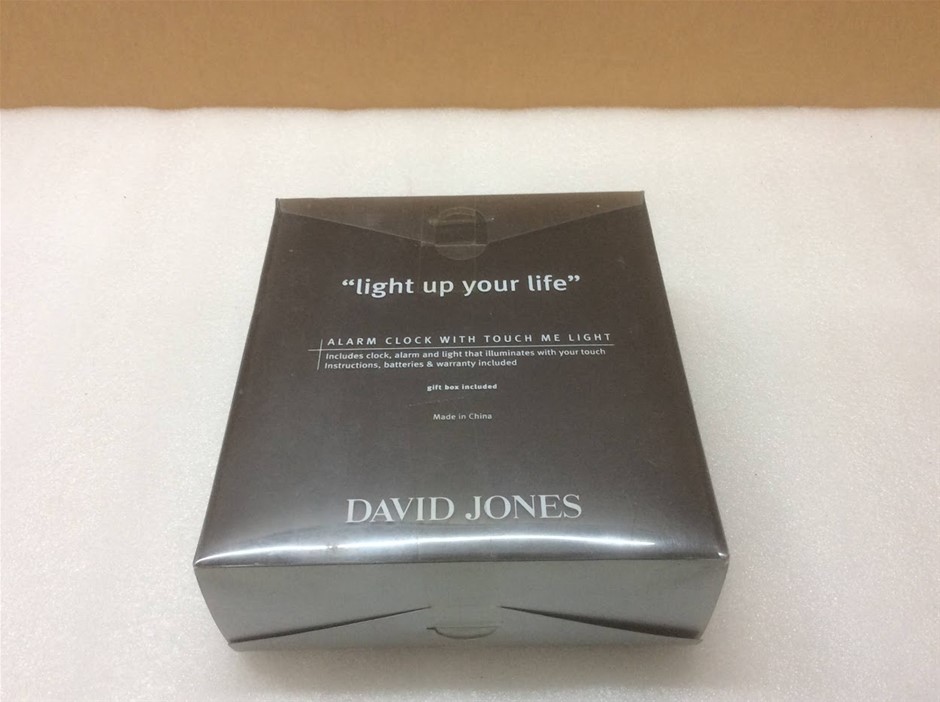 “light up your life”
ALARM CLOCK WITH TOUCH ME LIGHT
Includes clock, alarm and light that illuminates with your touch
Instructions, batteries & warranty included
gift box included
Made in China
DAVID JONES